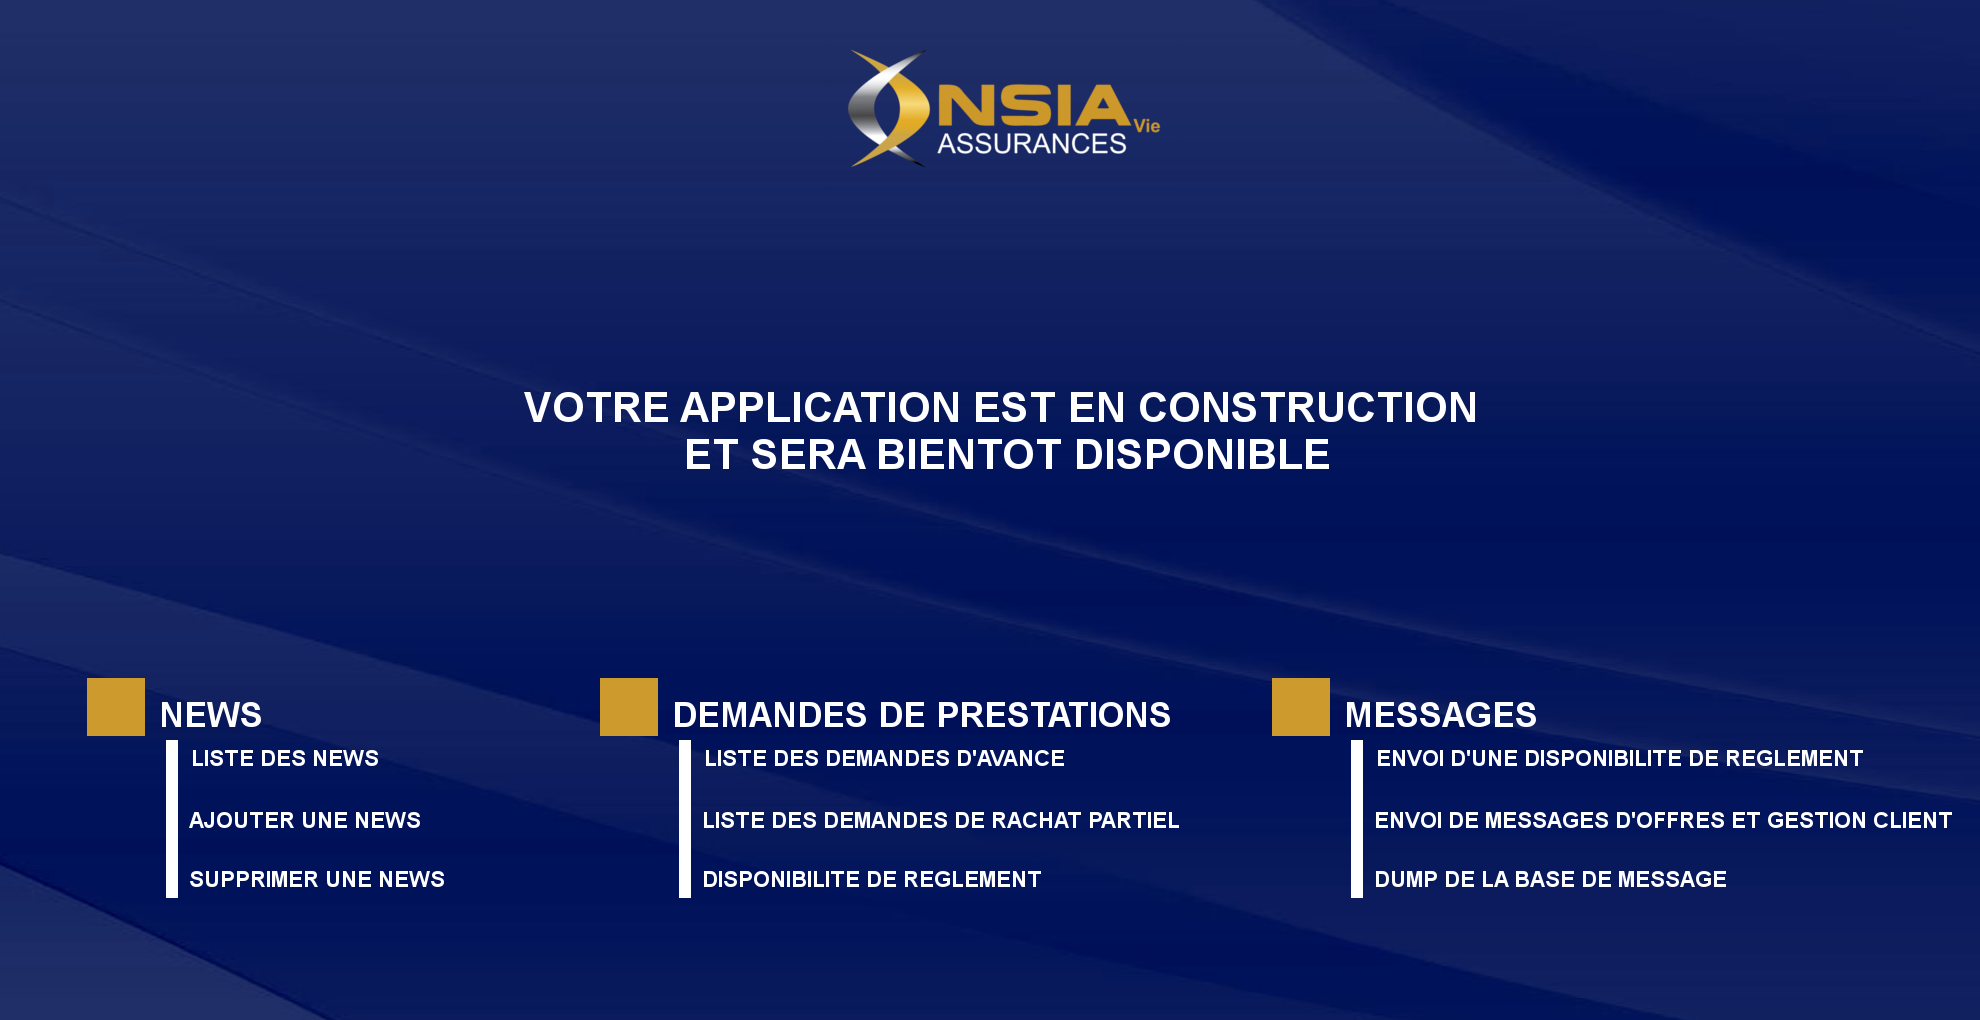 NSIA
Vie
ASSURANCES
VOTRE APPLICATION EST EN CONSTRUCTION
ET SERA BIENTOT DISPONIBLE
NEWS
LISTE DES NEWS
AJOUTER UNE NEWS
SUPPRIMER UNE NEWS
DEMANDES DE PRESTATIONS
LISTE DES DEMANDES D'AVANCE
LISTE DES DEMANDES DE RACHAT PARTIEL
DISPONIBILITE DE REGLEMENT
MESSAGES
ENVOI D'UNE DISPONIBILITE DE REGLEMENT
ENVOI DE MESSAGES D'OFFRES ET GESTION CLIENT
DUMP DE LA BASE DE MESSAGE